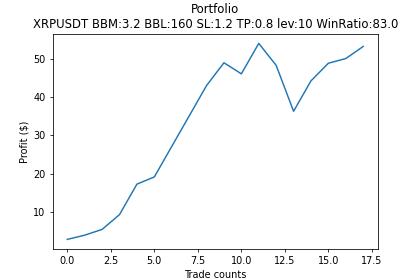 Portfolio
XRPUSDT BBM:3.2 BBL:160 SL:1.2 TP:0.8 lev:10 WinRatio:83.0
Profit ($)
50
40
30
20
10
0.0 2.5 5.0 7.5 10.0 12.5 15.0 17.5
Trade counts